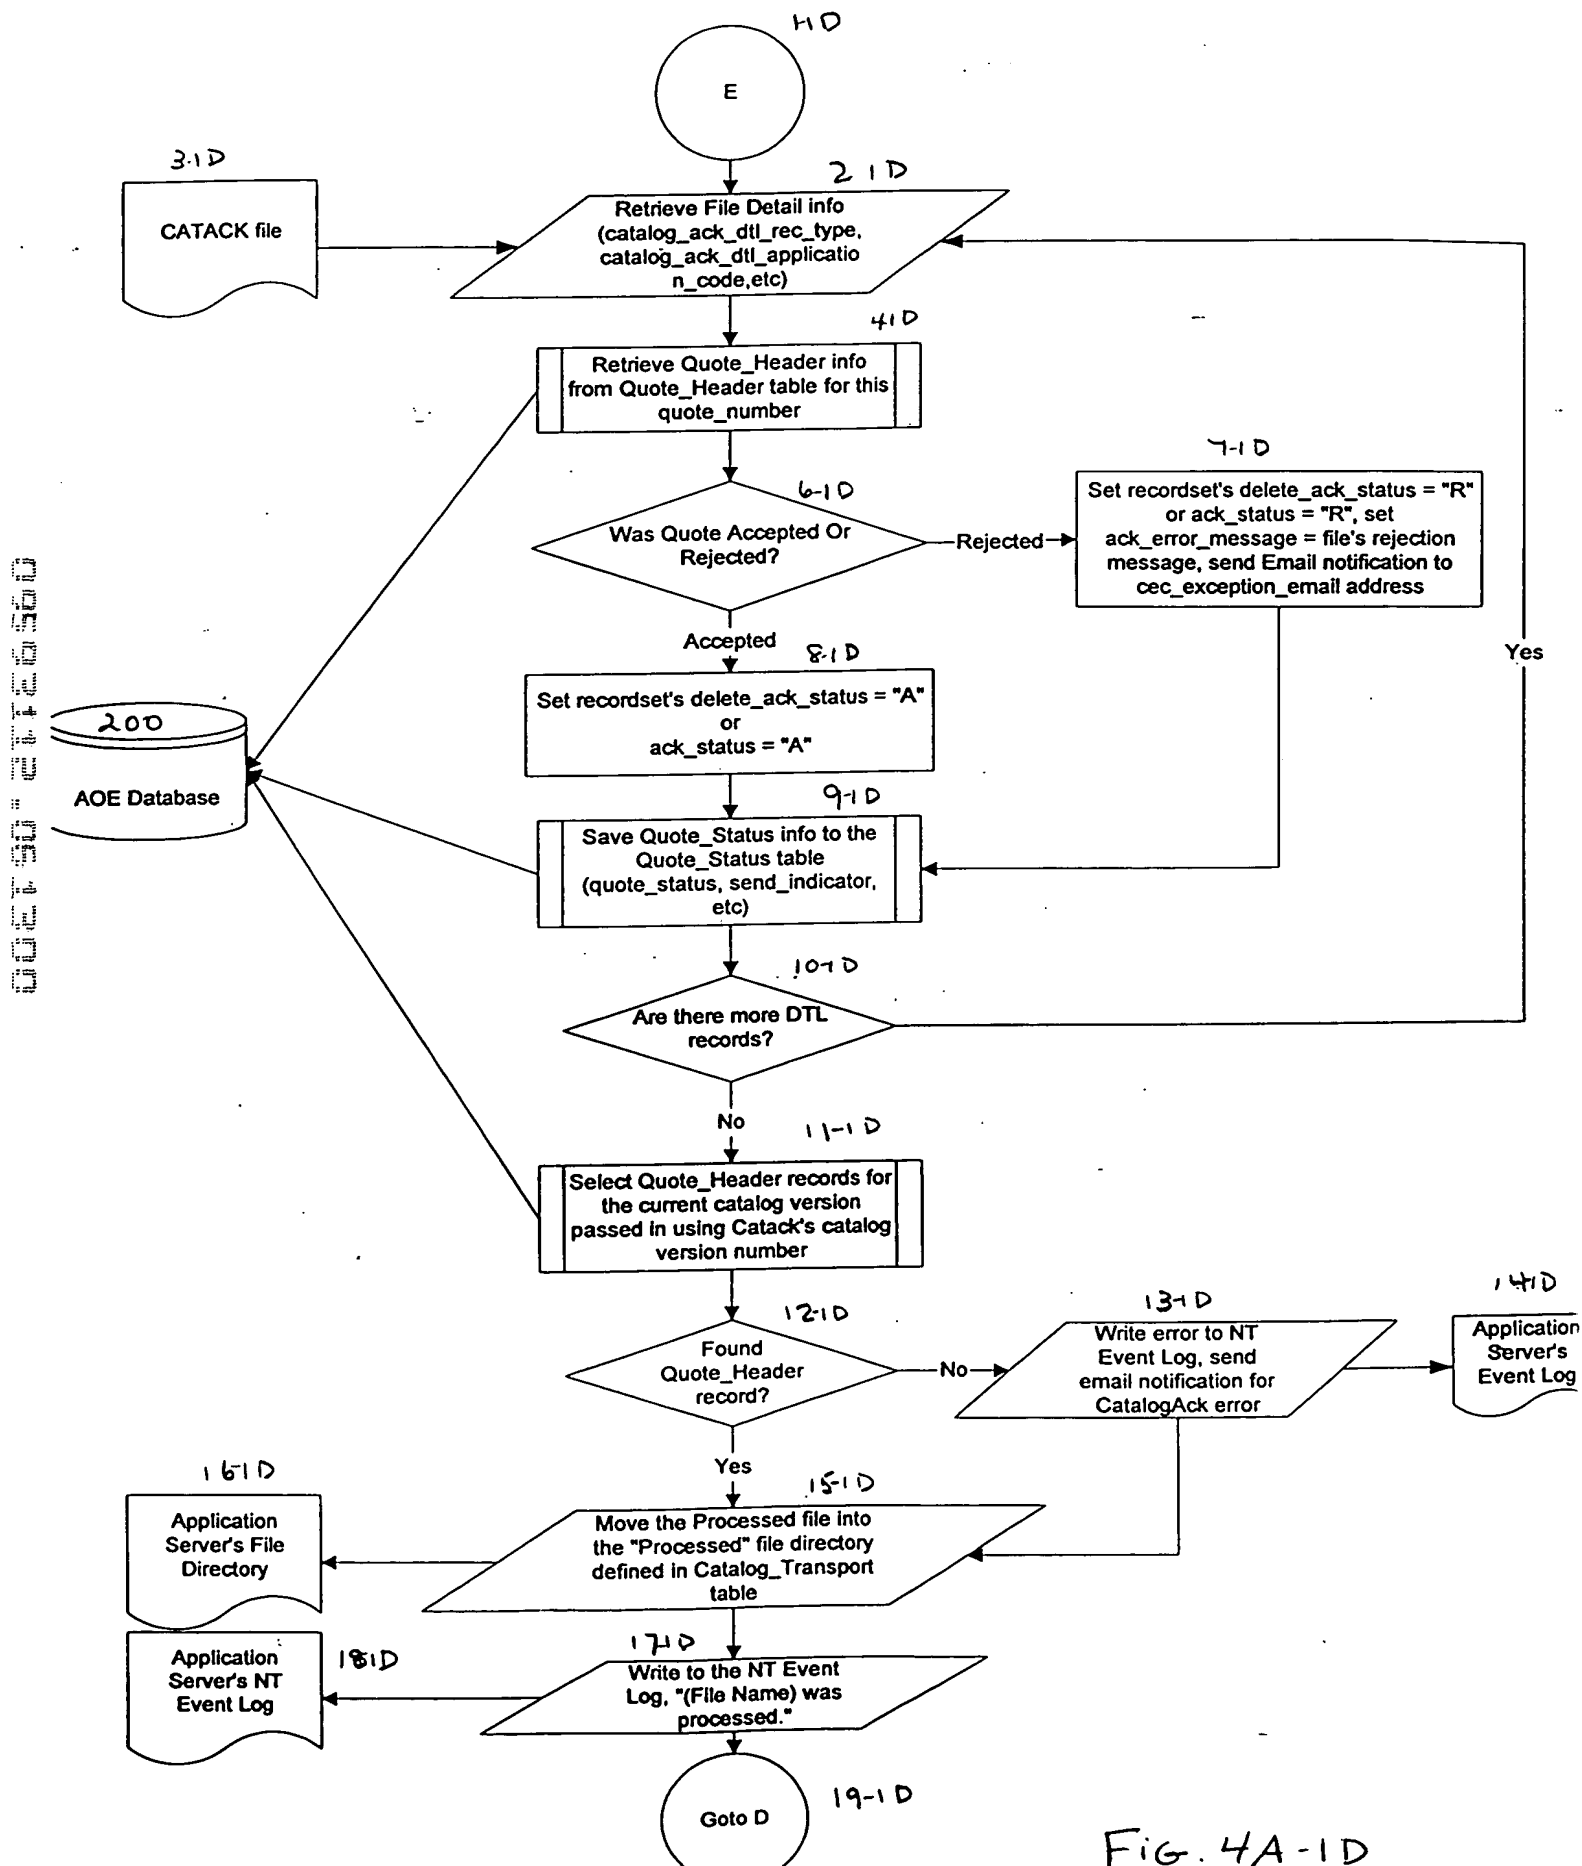 1-1D
E
3-1D
CATACK file
2 1D
Retrieve File Detail info
(catalog_ack_dtl_rec_type,
catalog_ack_dtl_applicatio
n_code,etc)
4-1D
Retrieve Quote_Header info
from Quote_Header table for this
quote_number
6-1D
Was Quote Accepted Or
Rejected?
Rejected
7-1D
Set recordset's delete_ack_status = "R"
or ack_status = "R", set
ack_error_message = file's rejection
message, send Email notification to
cec_exception_email address
Yes
Accepted
8-1D
Set recordset's delete_ack_status = "A"
or
ack_status = "A"
200
AOE Database
9-1D
Save Quote_Status info to the
Quote_Status table
(quote_status, send_indicator,
etc)
10-1D
Are there more DTL
records?
No
11-1D
Select Quote_Header records for
the current catalog version
passed in using Catack's catalog
version number
12-1D
Found
Quote_Header
record?
No
13-1D
Write error to NT
Event Log, send
email notification for
CatalogAck error
14-1D
Application
Server's
Event Log
Yes
16-1D
Application
Server's File
Directory
15-1D
Move the Processed file into
the "Processed" file directory
defined in Catalog_Transport
table
18-1D
Application
Server's NT
Event Log
17-1D
Write to the NT Event
Log, "(File Name) was
processed."
Goto D
19-1D
FiG. 4A-1D